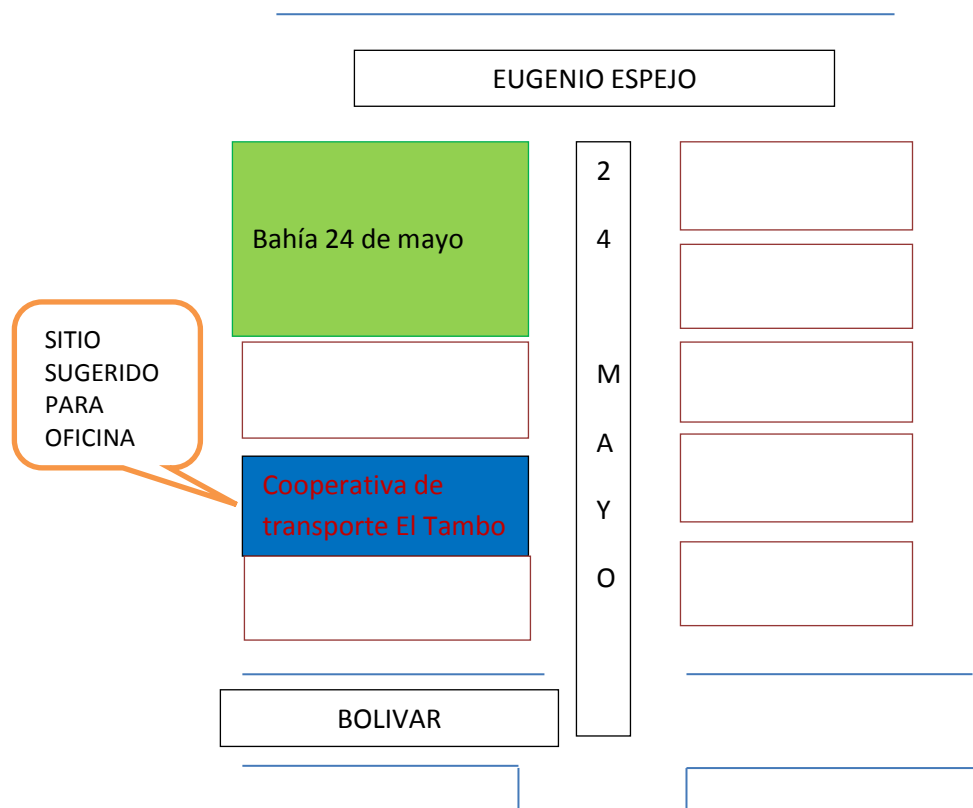 EUGENIO ESPEJO
Bahía 24 de mayo
SITIO
SUGERIDO
PARA
OFICINA
Cooperativa de
transporte El Tambo
2
4
M
A
Y
O
BOLIVAR